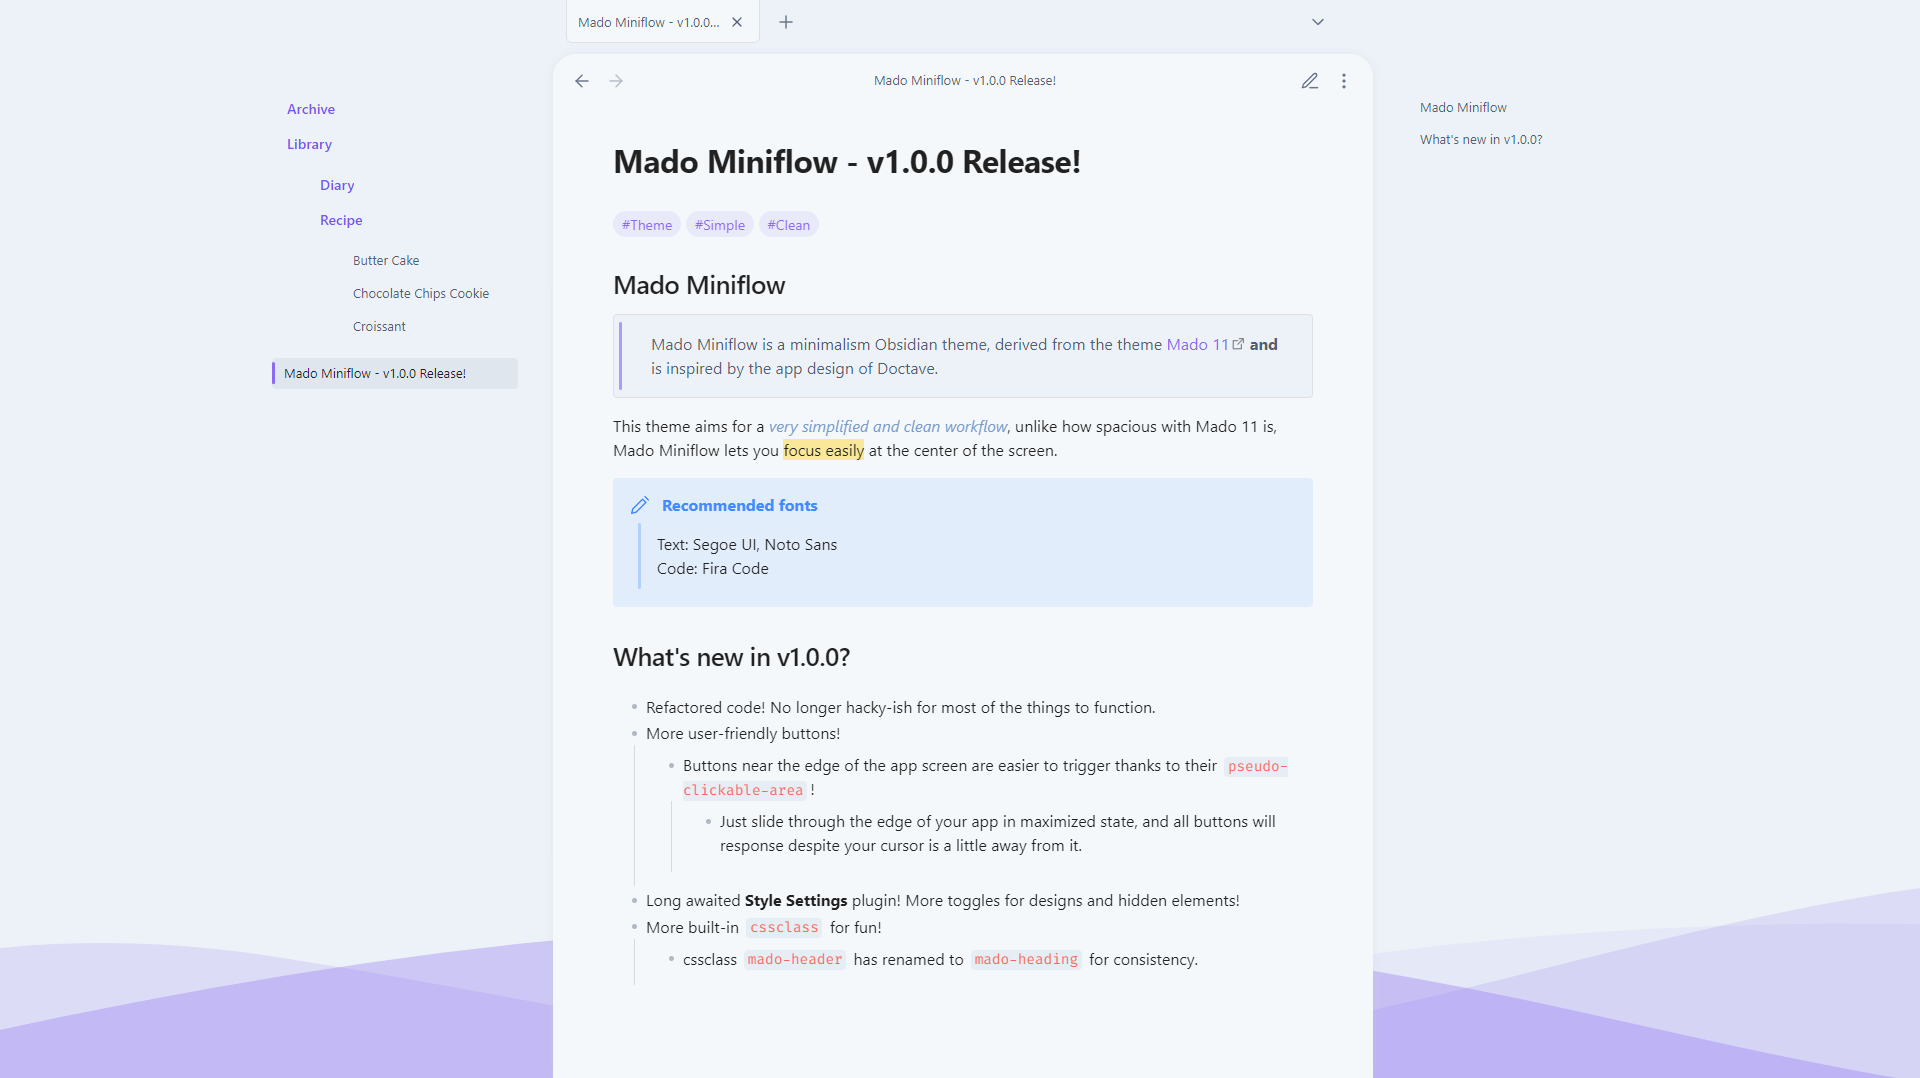 Mado Miniflow - v1.0.0...
Mado Miniflow - v1.0.0 Release!
Archive
Library
Diary
Recipe
Butter Cake
Chocolate Chips Cookie
Croissant
Mado Miniflow - v1.0.0 Release!
Mado Miniflow - v1.0.0 Release!
#Theme #Simple #Clean
Mado Miniflow
Mado Miniflow is a minimalism Obsidian theme, derived from the theme Mado 11 and
is inspired by the app design of Doctave.
This theme aims for a very simplified and clean workflow, unlike how spacious with Mado 11 is,
Mado Miniflow lets you focus easily at the center of the screen.
Recommended fonts
Text: Segoe UI, Noto Sans
Code: Fira Code
What's new in v1.0.0?
Refactored code! No longer hacky-ish for most of the things to function.
More user-friendly buttons!
Buttons near the edge of the app screen are easier to trigger thanks to their pseudo-
clickable-area !
Just slide through the edge of your app in maximized state, and all buttons will
response despite your cursor is a little away from it.
Long awaited Style Settings plugin! More toggles for designs and hidden elements!
More built-in cssclass for fun!
cssclass mado-header has renamed to mado-heading for consistency.
Mado Miniflow
What's new in v1.0.0?